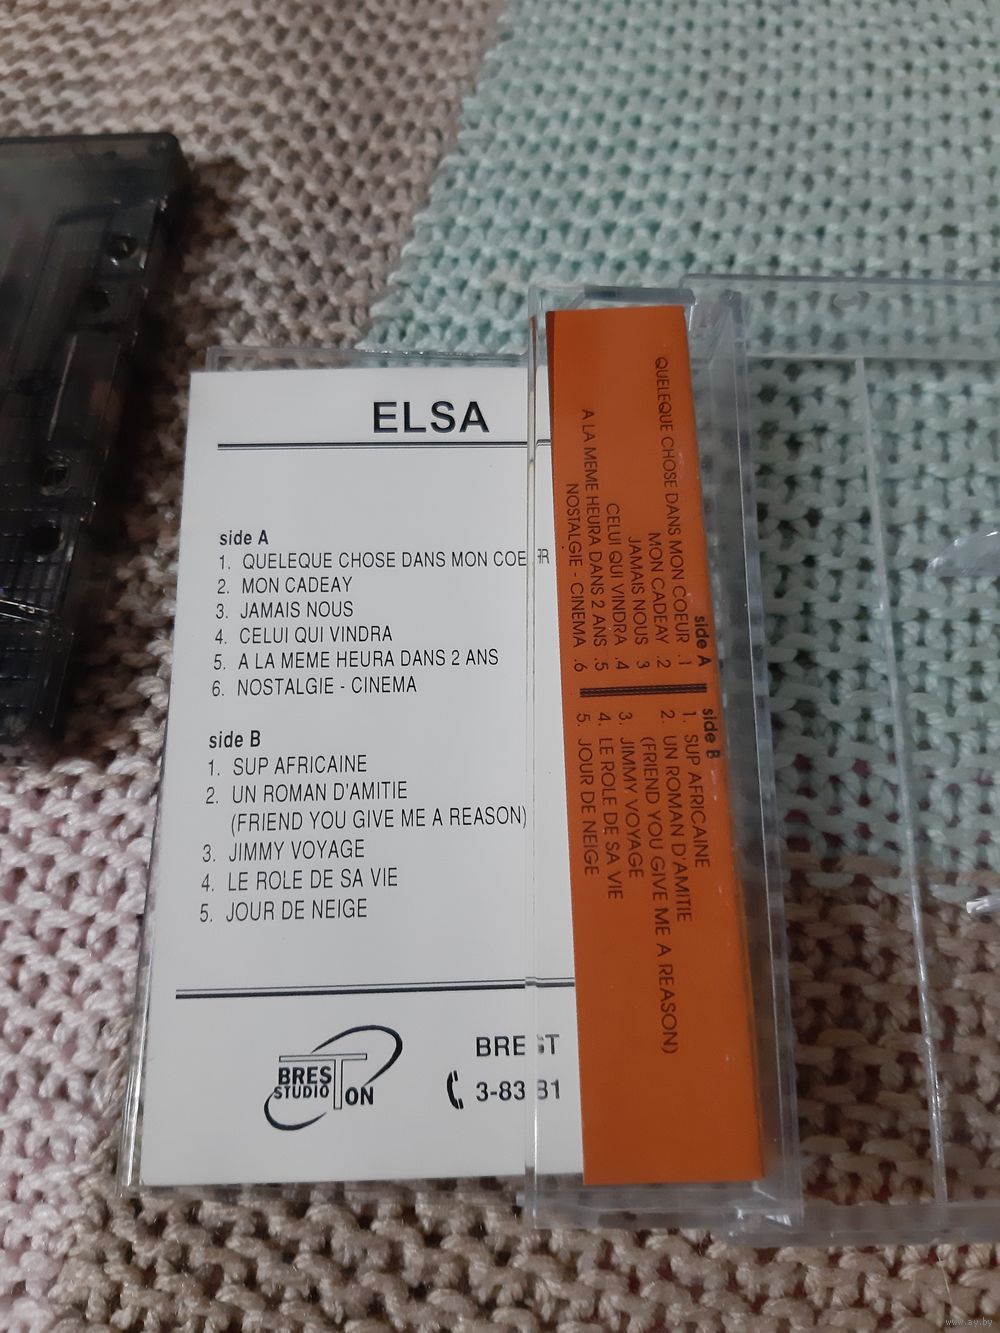 ELSA
side A
1. QUELEQUE CHOSE DANS MON COEUR
2. MON CADEAY
3. JAMAIS NOUS
4. CELUI QUI VINDRA
5. A LA MEME HEURA DANS 2 ANS
6. NOSTALGIE - CINEMA
side B
1. SUP AFRICAINE
2. UN ROMAN D'AMITIE
(FRIEND YOU GIVE ME A REASON)
3. JIMMY VOYAGE
4. LE ROLE DE SA VIE
5. JOUR DE NEIGE
BREST
STUDIO TON
BREST
3-83-81
side A
QUELEQUE CHOSE DANS MON COEUR .1
MON CADEAY .2
JAMAIS NOUS 3
CELUI QUI VINDRA .4
A LA MEME HEURA DANS 2 ANS .5
NOSTALGIE - CINEMA .6
side B
1. SUP AFRICAINE
2. UN ROMAN D'AMITIE
(FRIEND YOU GIVE ME A REASON)
3. JIMMY VOYAGE
4. LE ROLE DE SA VIE
5. JOUR DE NEIGE
www.ay.by